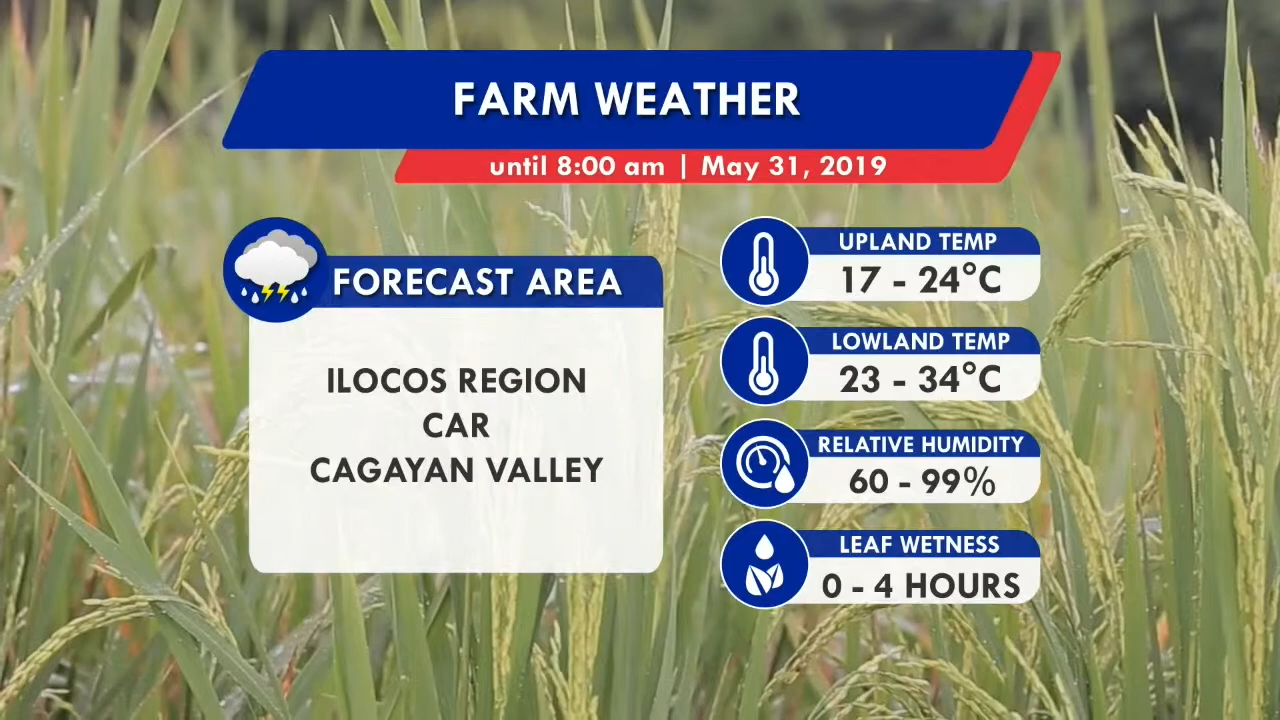 FARM WEATHER
until 8:00 am | May 31, 2019
FORECAST AREA
ILOCOS REGION
CAR
CAGAYAN VALLEY
UPLAND TEMP
17 - 24°C
LOWLAND TEMP
23 - 34°C
RELATIVE HUMIDITY
60 - 99%
LEAF WETNESS
0 - 4 HOURS